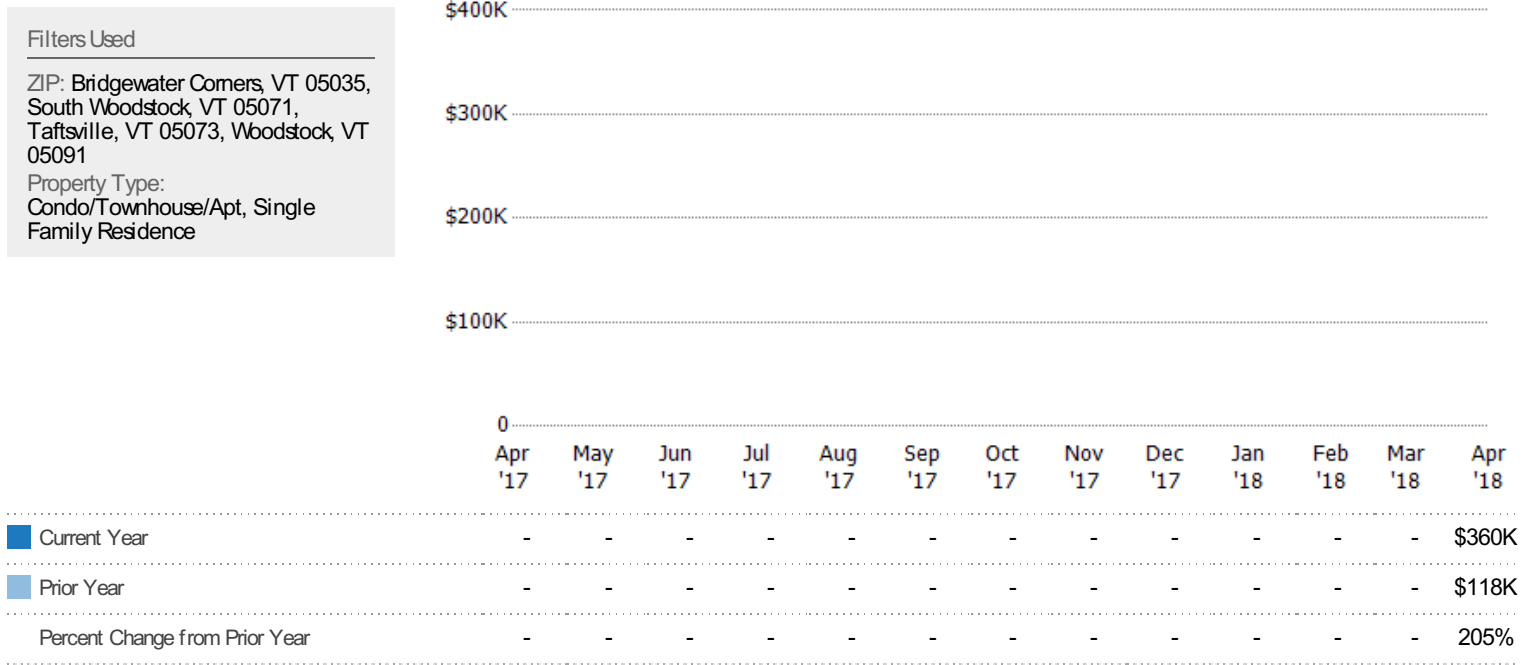 Filters Used
ZIP: Bridgewater Corners, VT 05035,
South Woodstock, VT 05071,
Taftsville, VT 05073, Woodstock, VT
05091
Property Type:
Condo/Townhouse/Apt, Single
Family Residence
$400K
$300K
$200K
$100K
0
Apr May Jun Jul Aug Sep Oct Nov Dec Jan Feb Mar Apr
'17 '17 '17 '17 '17 '17 '17 '17 '17 '18 '18 '18 '18
Current Year - - - - - - - - - - - - $360K
Prior Year - - - - - - - - - - - - $118K
Percent Change from Prior Year - - - - - - - - - - - - 205%